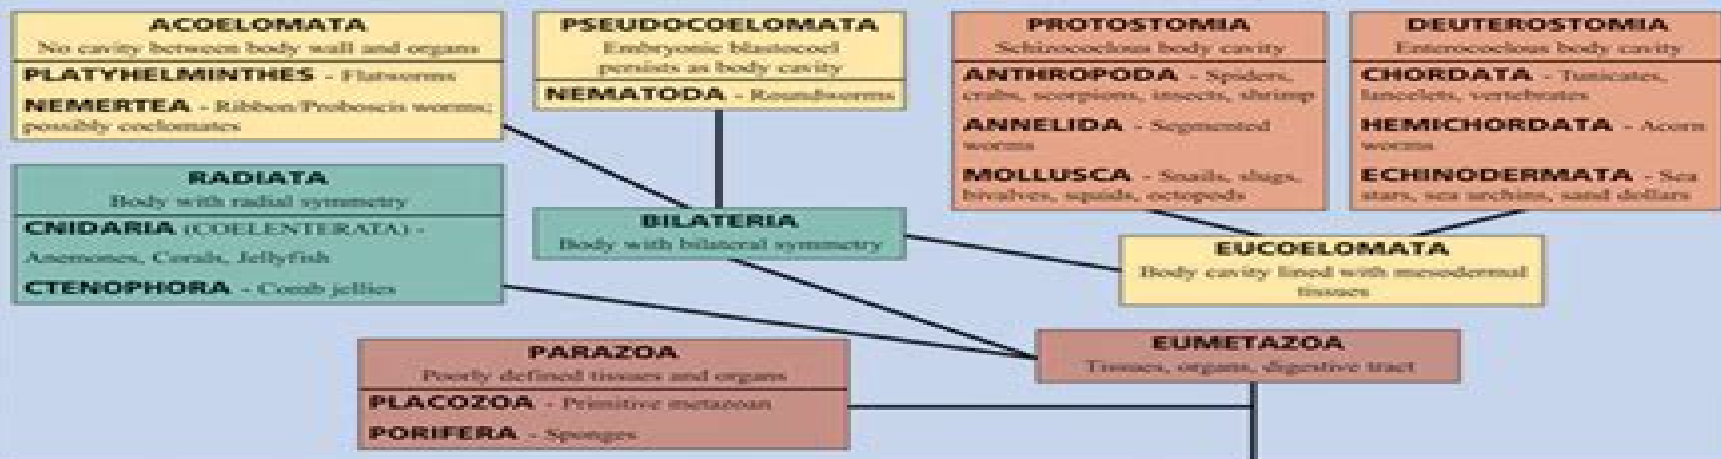 ACOELOMATA
No cavity between body wall and organs
PLATYHELMINTHES - Flatworms
NEMERTEA - Ribbon/Proboscis worms;
possibly coelomates
PSEUDOCOELOMATA
Embryonic blastocoel
persists as body cavity
NEMATODA - Roundworms
PROTOSTOMIA
Schizocoelous body cavity
ANTHROPODA - Spiders,
crabs, scorpions, insects, shrimp
ANNELIDA - Segmented
worms
MOLLUSCA - Snails, slugs,
bivalves, squids, octopods
DEUTEROSTOMIA
Enterocoelous body cavity
CHORDATA - Tunicates,
lancelets, vertebrates
HEMICHORDATA - Acorn
worms
ECHINODERMATA - Sea
stars, sea urchins, sand dollars
RADIATA
Body with radial symmetry
CNIDARIA (COELENTERATA) -
Anemones, Corals, Jellyfish
CTENOPHORA - Comb jellies
BILATERIA
Body with bilateral symmetry
EUCOELOMATA
Body cavity lined with mesodermal
tissues
PARAZOA
Poorly defined tissues and organs
PLACOZOA - Primitive metazoan
PORIFERA - Sponges
EUMETAZOA
Tissues, organs, digestive tract